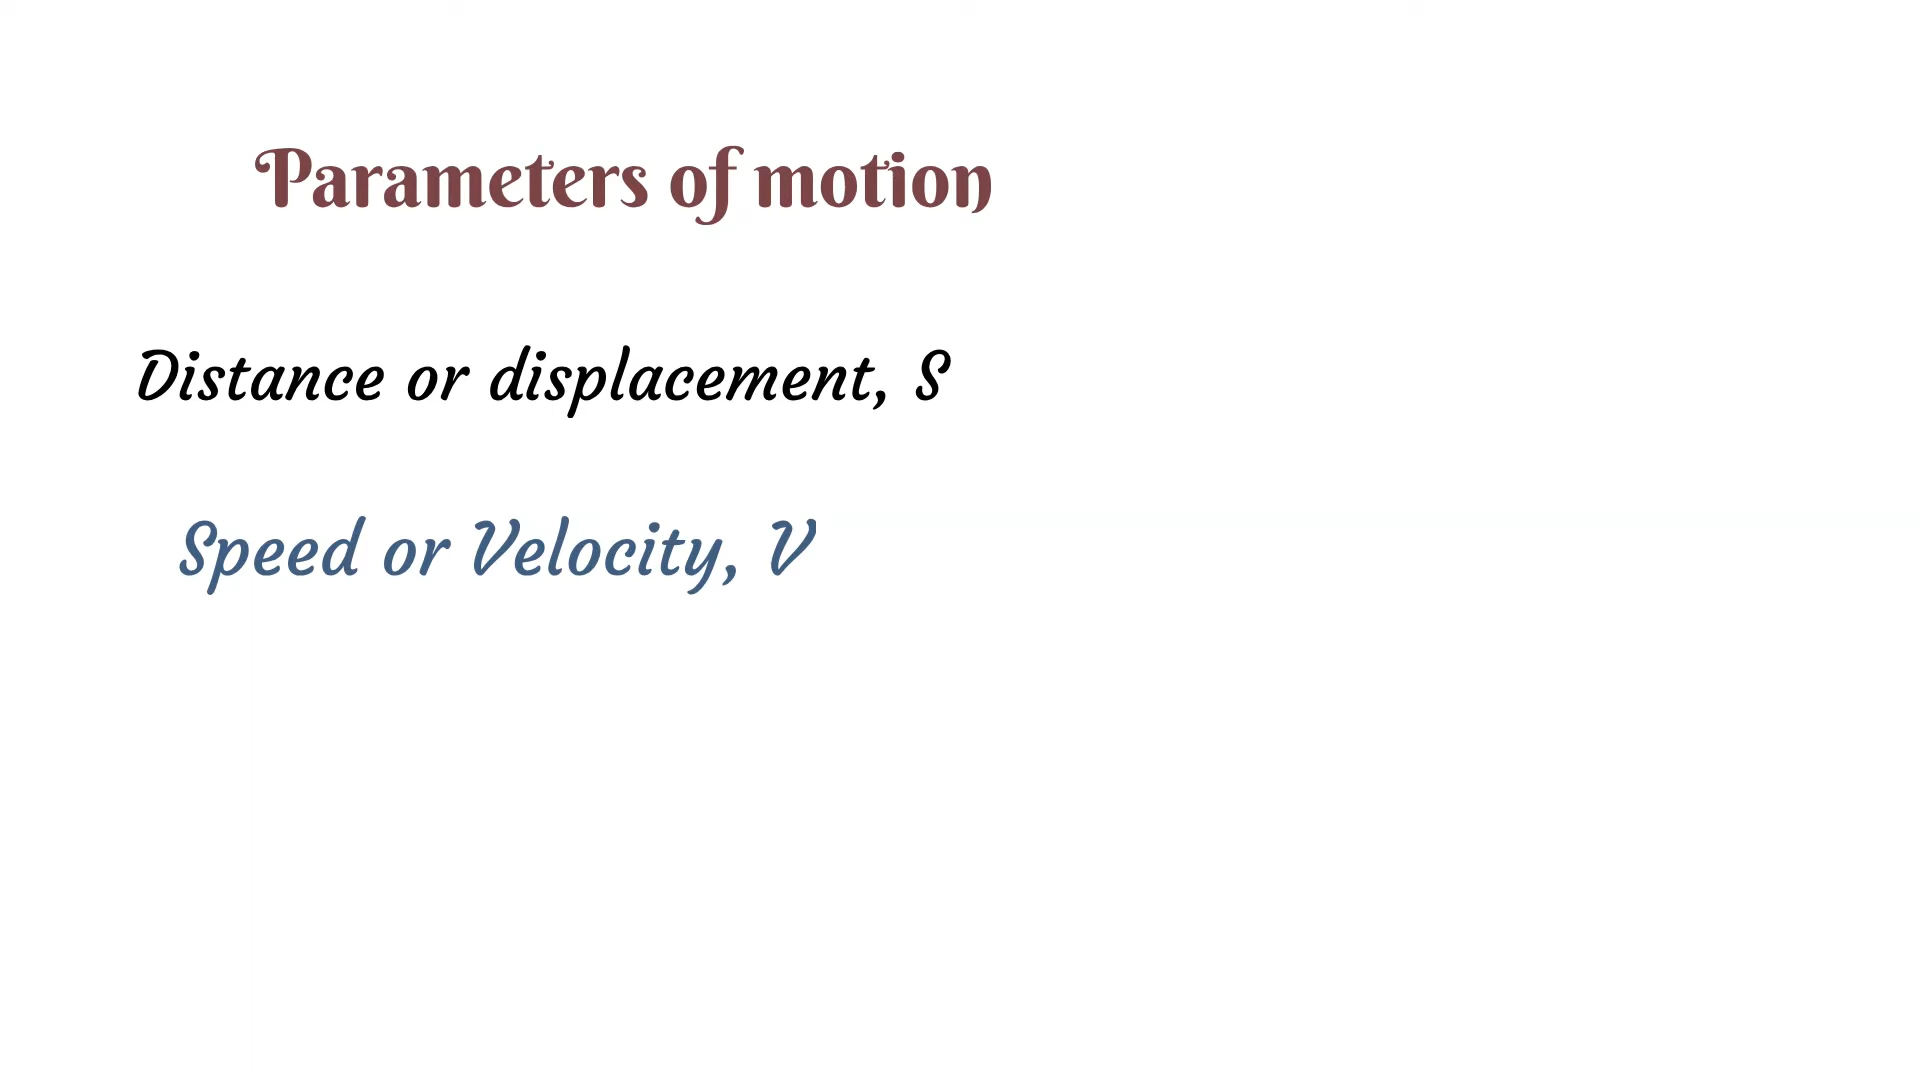 Parameters of motion
Distance or displacement, S
Speed or Velocity, V